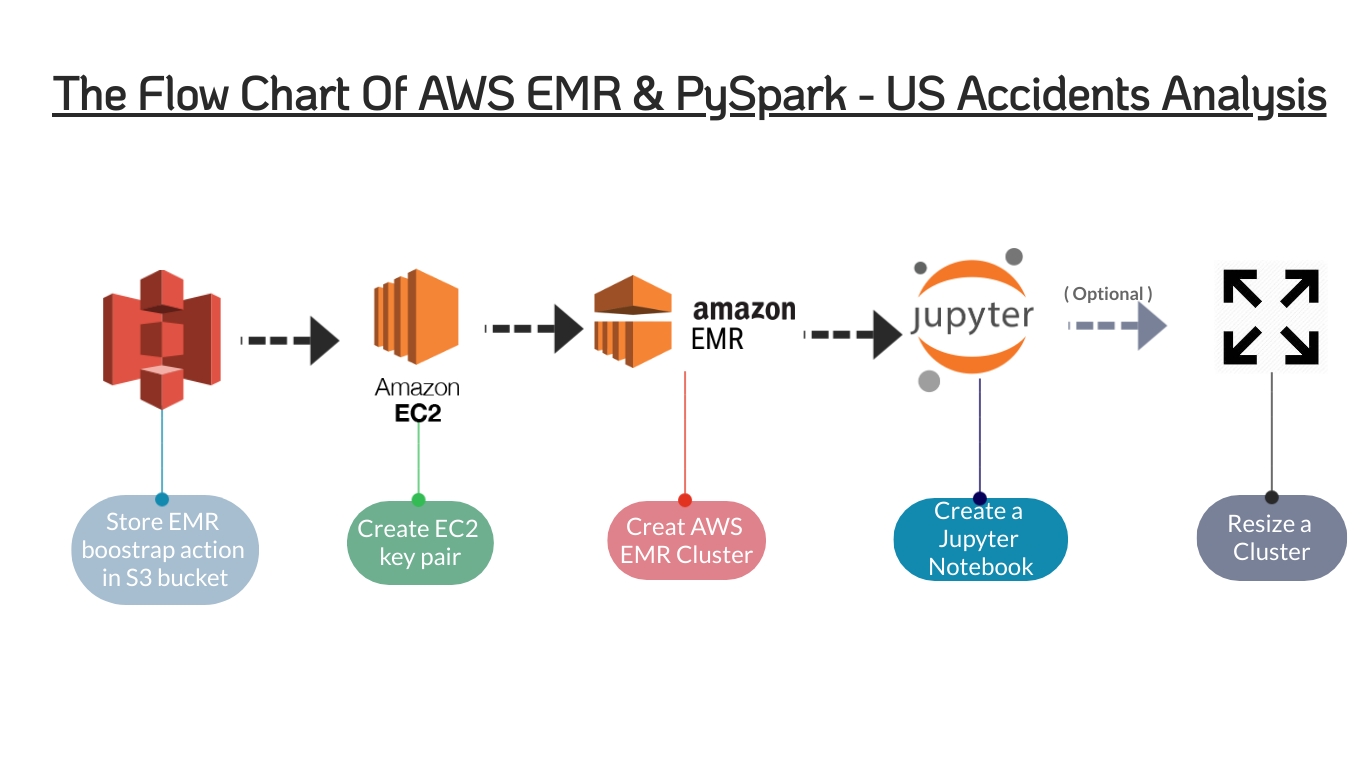 The Flow Chart Of AWS EMR & PySpark - US Accidents Analysis
Amazon
EC2
amazon
EMR
jupyter
( Optional )
Store EMR
boostrap action
in S3 bucket
Create EC2
key pair
Creat AWS
EMR Cluster
Create a
Jupyter
Notebook
Resize a
Cluster